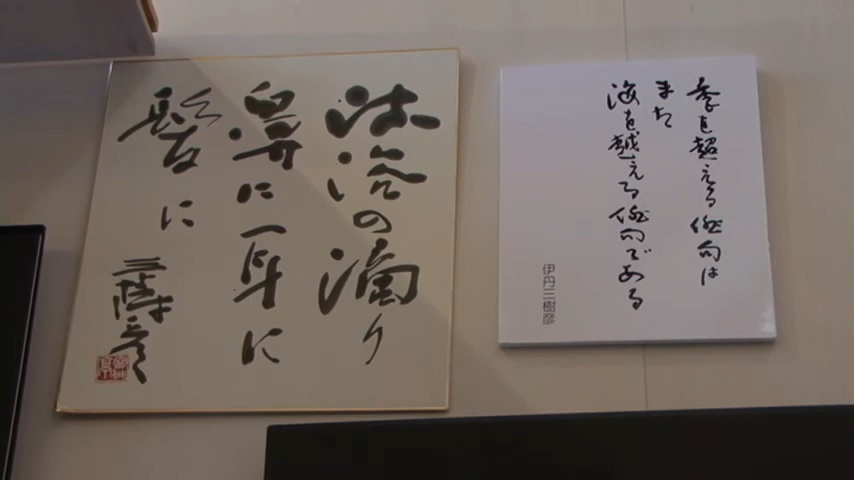 沐浴の滴り
鼻に耳に
髭に
三樹彦
季を超える俳句は
また
海を越える俳句である
伊丹三樹彦